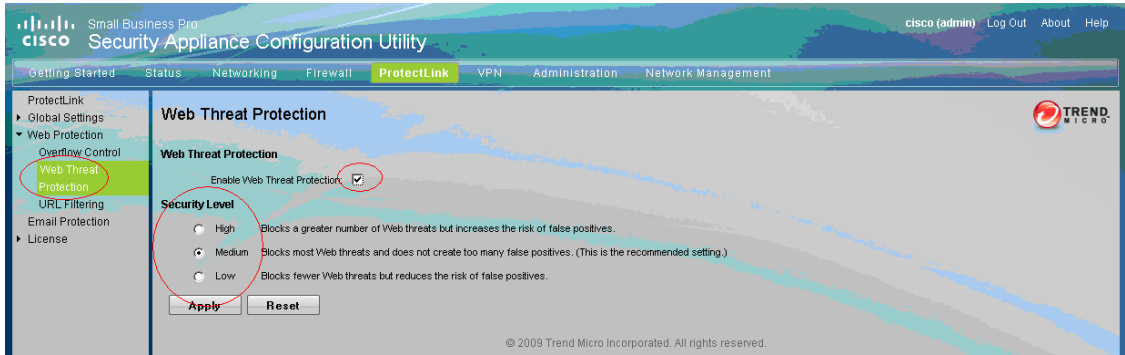 Small Business Pro
cisco Security Appliance Configuration Utility
cisco (admin) Log Out About Help
Getting Started Status Networking Firewall ProtectLink VPN Administration Network Management
ProtectLink
Global Settings
Web Protection
Overflow Control
Web Threat
Protection
URL Filtering
Email Protection
License
Web Threat Protection
TREND
MICRO
Web Threat Protection
Enable Web Threat Protection:
Security Level
High Blocks a greater number of Web threats but increases the risk of false positives.
Medium Blocks most Web threats and does not create too many false positives. (This is the recommended setting.)
Low Blocks fewer Web threats but reduces the risk of false positives.
Apply Reset
© 2009 Trend Micro Incorporated. All rights reserved.